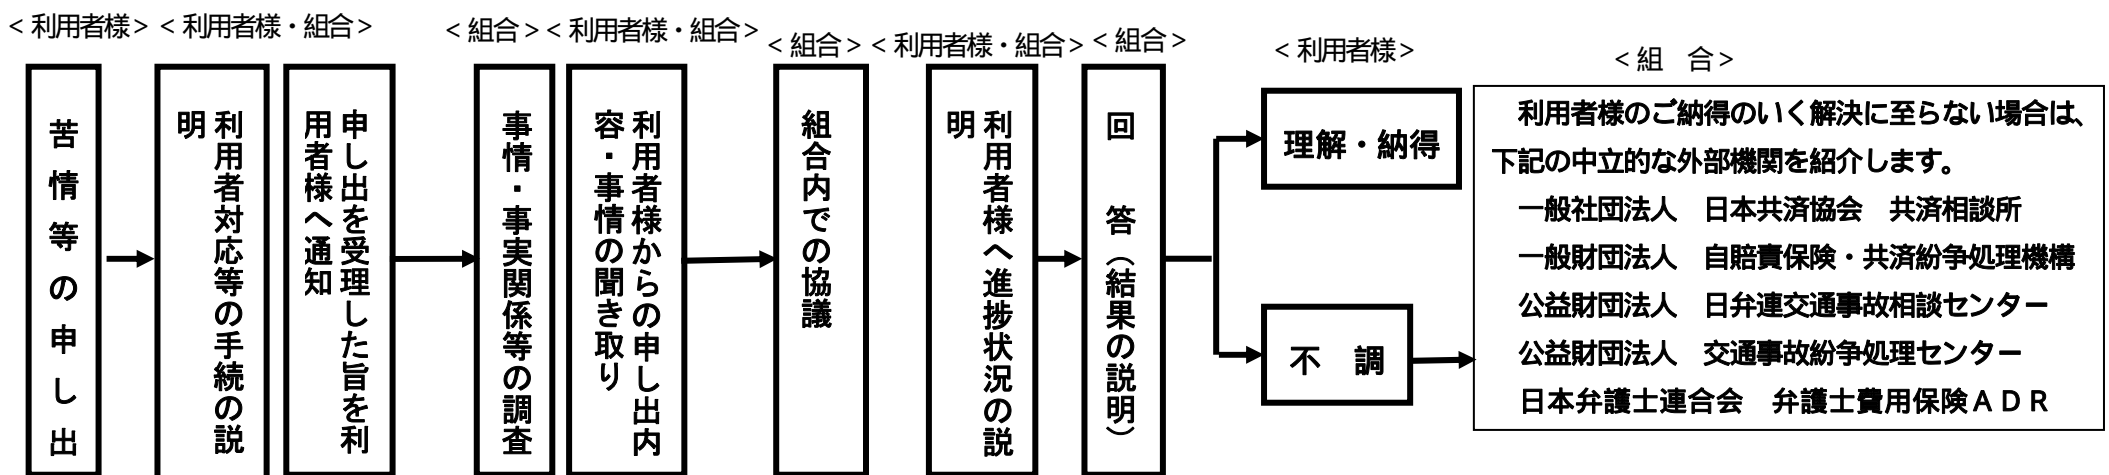 ＜利用者様＞
＜利用者様・組合＞
＜組合＞
＜利用者様・組合＞
＜組合＞
＜利用者様・組合＞
＜組合＞
＜利用者様＞
＜組　合＞
苦情等の申し出
利用者対応等の手続の説
明
申し出を受理した旨を利
用者様へ通知
事情・事実関係等の調査
利用者様からの申し出内
容・事情の聞き取り
組合内での協議
利用者様へ進捗状況の説
明
回　答（結果の説明）
理解・納得
不　調
利用者様のご納得のいく解決に至らない場合は、
下記の中立的な外部機関を紹介します。
一般社団法人　日本共済協会　共済相談所
一般財団法人　自賠責保険・共済紛争処理機構
公益財団法人　日弁連交通事故相談センター
公益財団法人　交通事故紛争処理センター
日本弁護士連合会　弁護士費用保険ＡＤＲ